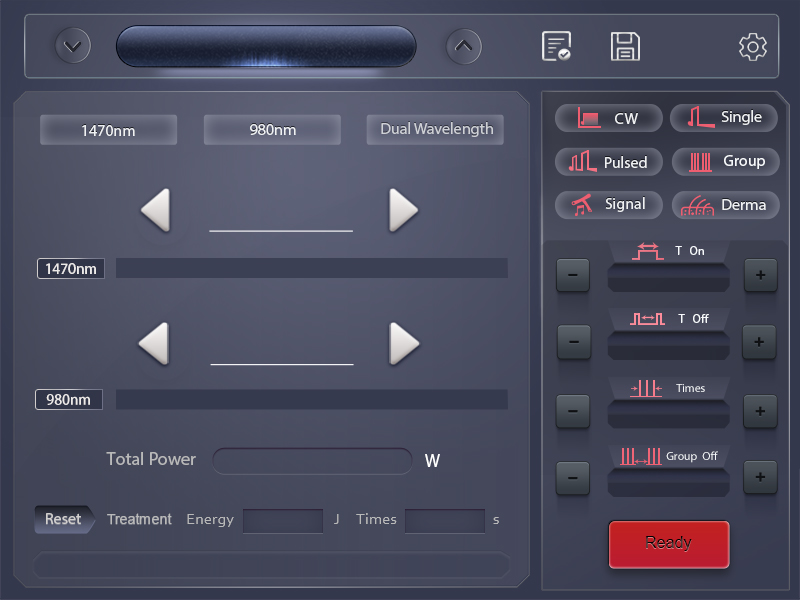 1470nm 980nm Dual Wavelength
1470nm
980nm
Total Power W
Reset Treatment Energy J Times s
CW Single
Pulsed Group
Signal Derma
T On
- +
T Off
- +
Times
- +
Group Off
- +
Ready